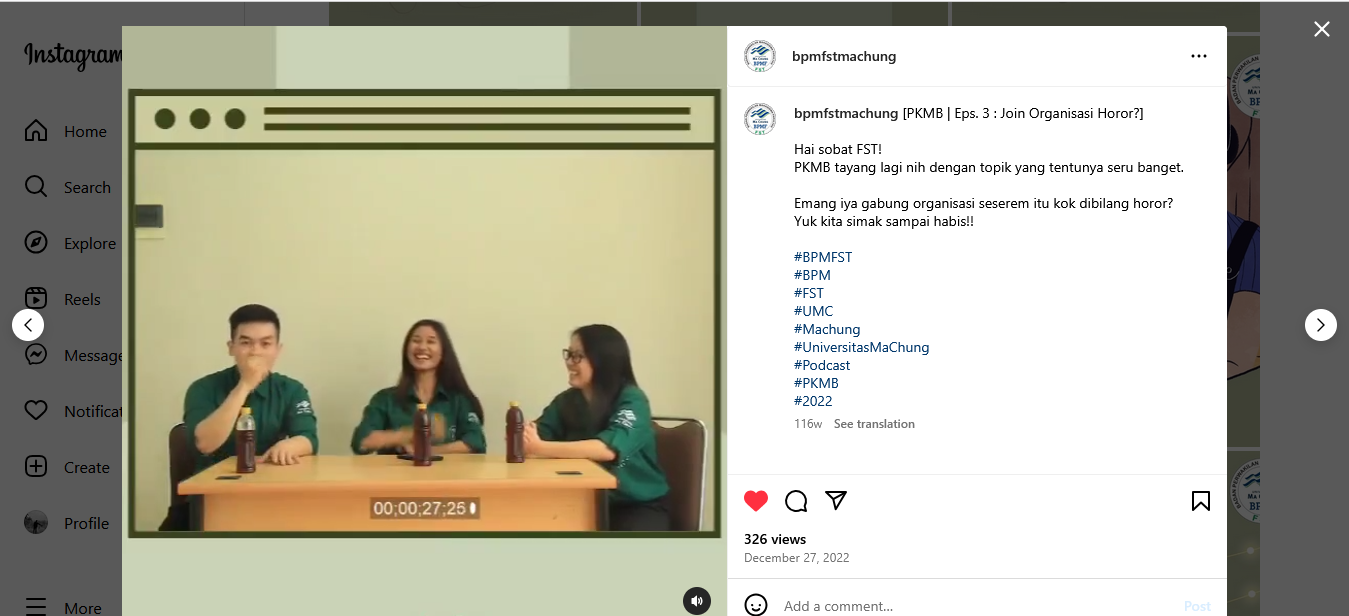 Instagram
Home
Search
Explore
Reels
Message
Notificat
Create
Profile
More
00;00;27;25
bpmfstmachung
bpmfstmachung [PKMB | Eps. 3 : Join Organisasi Horor?]
Hai sobat FST!
PKMB tayang lagi nih dengan topik yang tentunya seru banget.
Emang iya gabung organisasi seserem itu kok dibilang horor?
Yuk kita simak sampai habis!!
#BPMFST
#BPM
#FST
#UMC
#Machung
#UniversitasMaChung
#Podcast
#PKMB
#2022
116w See translation
326 views
December 27, 2022
Add a comment...
Post